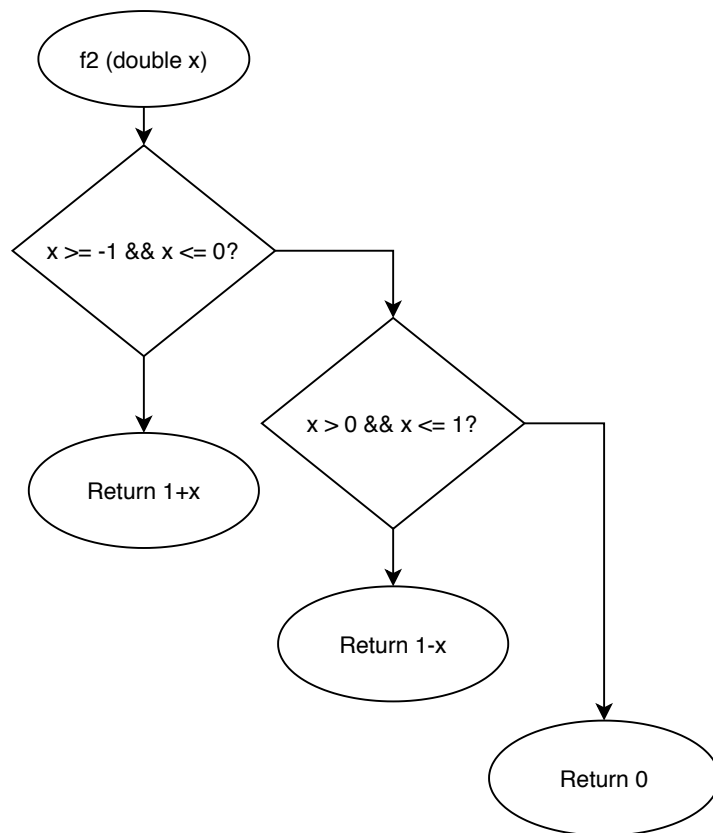 f2 (double x)
x >= -1 && x <= 0?
x > 0 && x <= 1?
Return 1+x
Return 1-x
Return 0